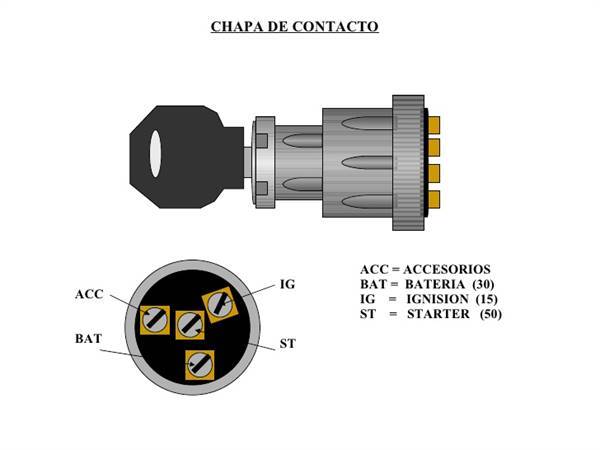 CHAPA DE CONTACTO
ACC = ACCESORIOS
BAT = BATERIA (30)
IG = IGNISION (15)
ST = STARTER (50)
ACC
IG
BAT
ST